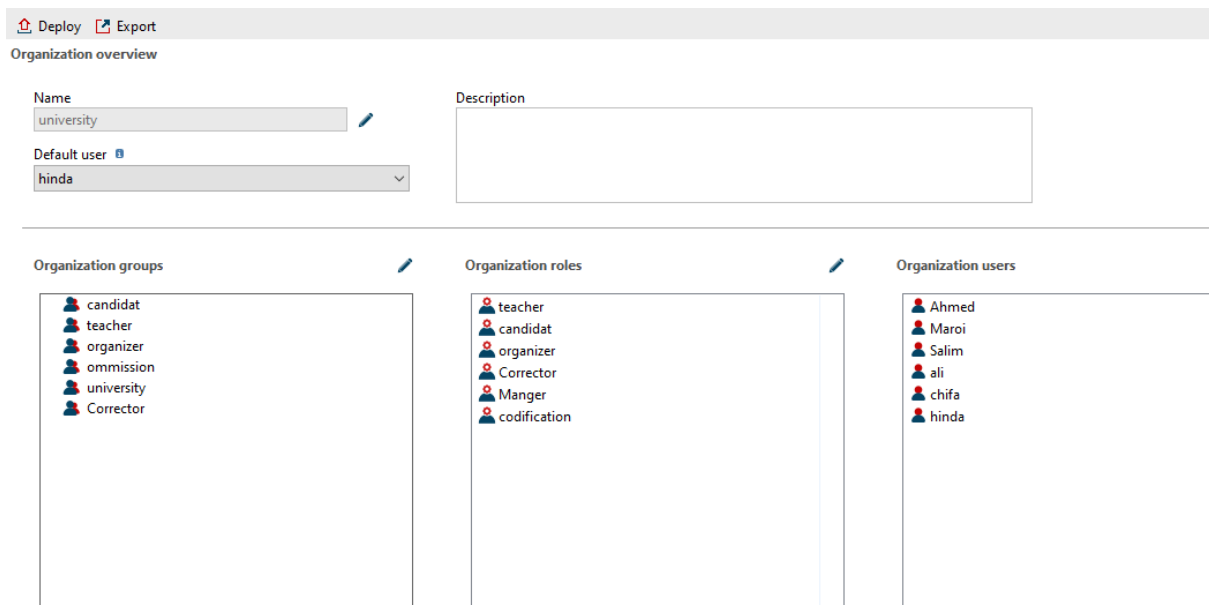 Deploy Export
Organization overview
Name
university
Description
Default user
hinda
Organization groups
candidat
teacher
organizer
ommission
university
Corrector
Organization roles
teacher
candidat
organizer
Corrector
Manger
codification
Organization users
Ahmed
Maroi
Salim
ali
chifa
hinda